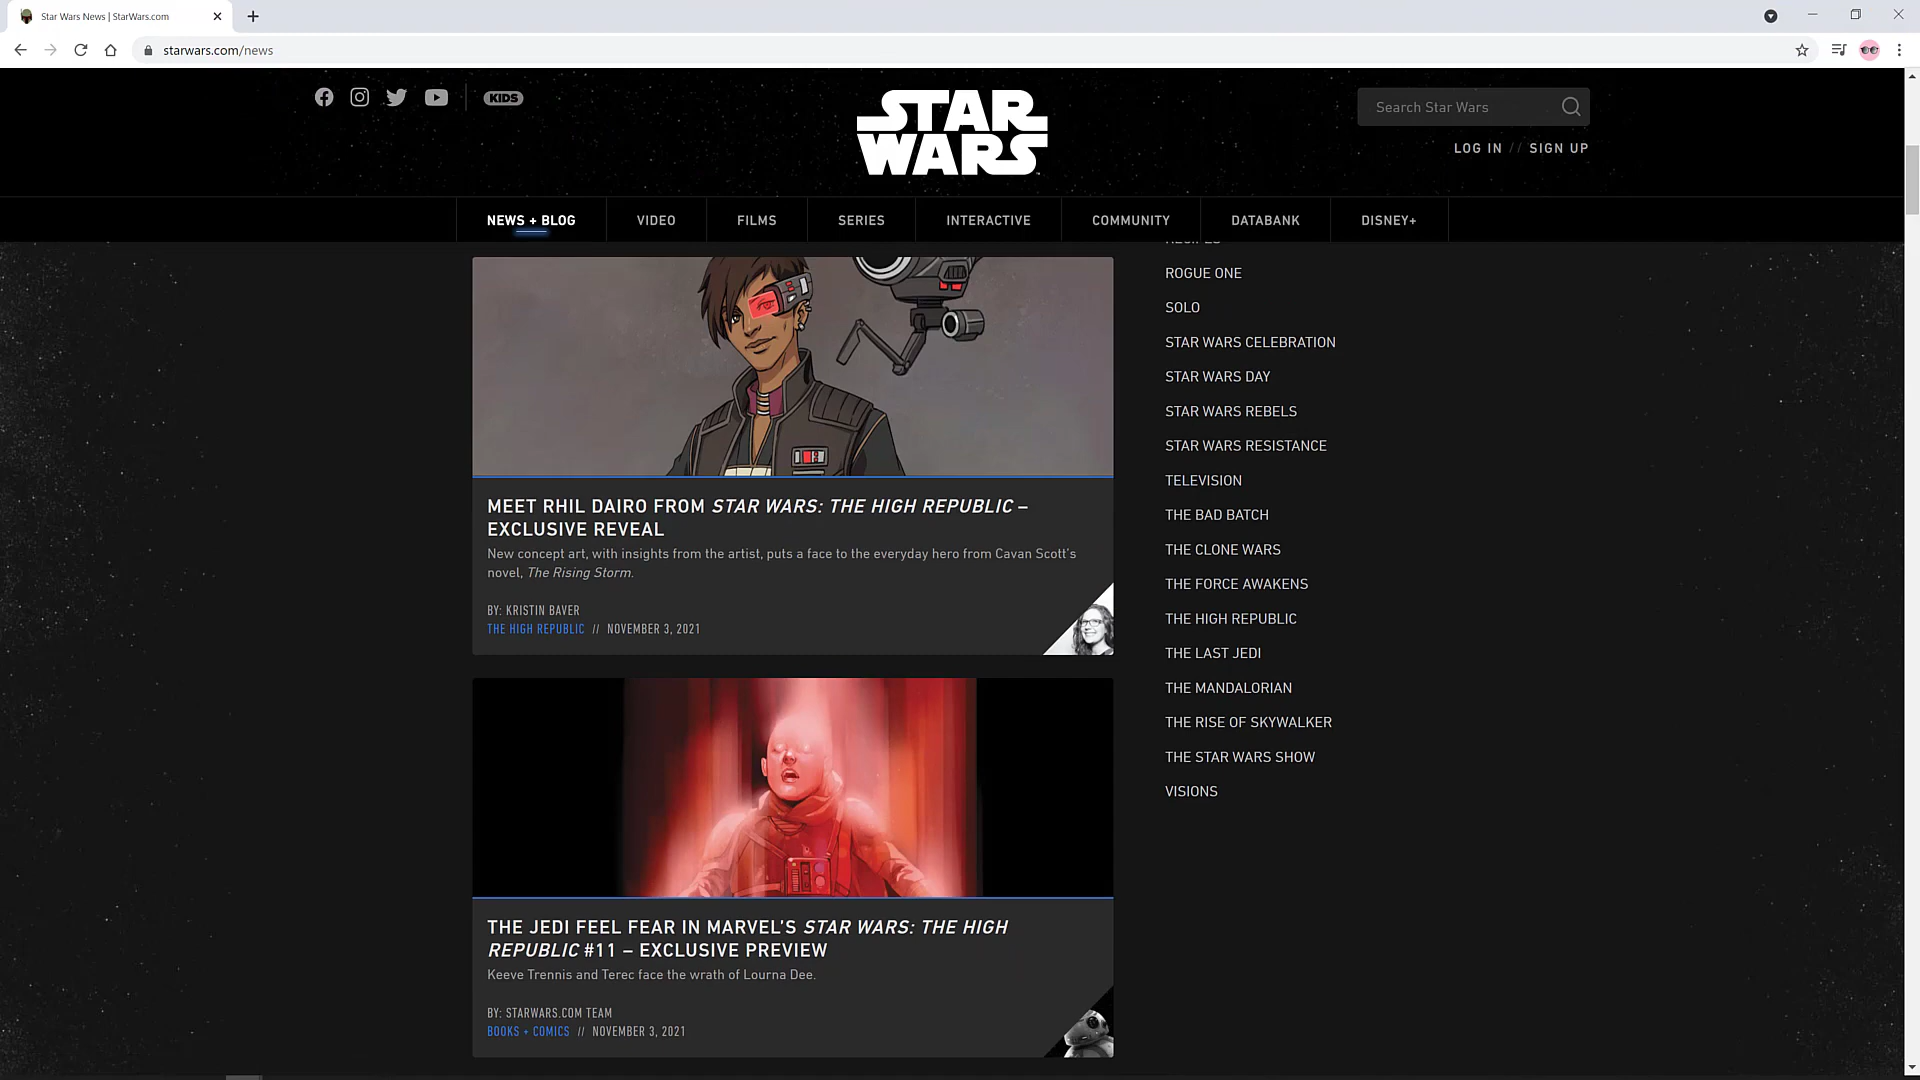 Star Wars News | StarWars.com
starwars.com/news
KIDS
STAR
WARS
Search Star Wars
LOG IN // SIGN UP
NEWS + BLOG
VIDEO
FILMS
SERIES
INTERACTIVE
COMMUNITY
DATABANK
DISNEY+
MEET RHIL DAIRO FROM STAR WARS: THE HIGH REPUBLIC –
EXCLUSIVE REVEAL
New concept art, with insights from the artist, puts a face to the everyday hero from Cavan Scott's
novel, The Rising Storm.
BY: KRISTIN BAVER
THE HIGH REPUBLIC // NOVEMBER 3, 2021
THE JEDI FEEL FEAR IN MARVEL'S STAR WARS: THE HIGH
REPUBLIC #11 – EXCLUSIVE PREVIEW
Keeve Trennis and Terec face the wrath of Lourna Dee.
BY: STARWARS.COM TEAM
BOOKS + COMICS // NOVEMBER 3, 2021
ROGUE ONE
SOLO
STAR WARS CELEBRATION
STAR WARS DAY
STAR WARS REBELS
STAR WARS RESISTANCE
TELEVISION
THE BAD BATCH
THE CLONE WARS
THE FORCE AWAKENS
THE HIGH REPUBLIC
THE LAST JEDI
THE MANDALORIAN
THE RISE OF SKYWALKER
THE STAR WARS SHOW
VISIONS